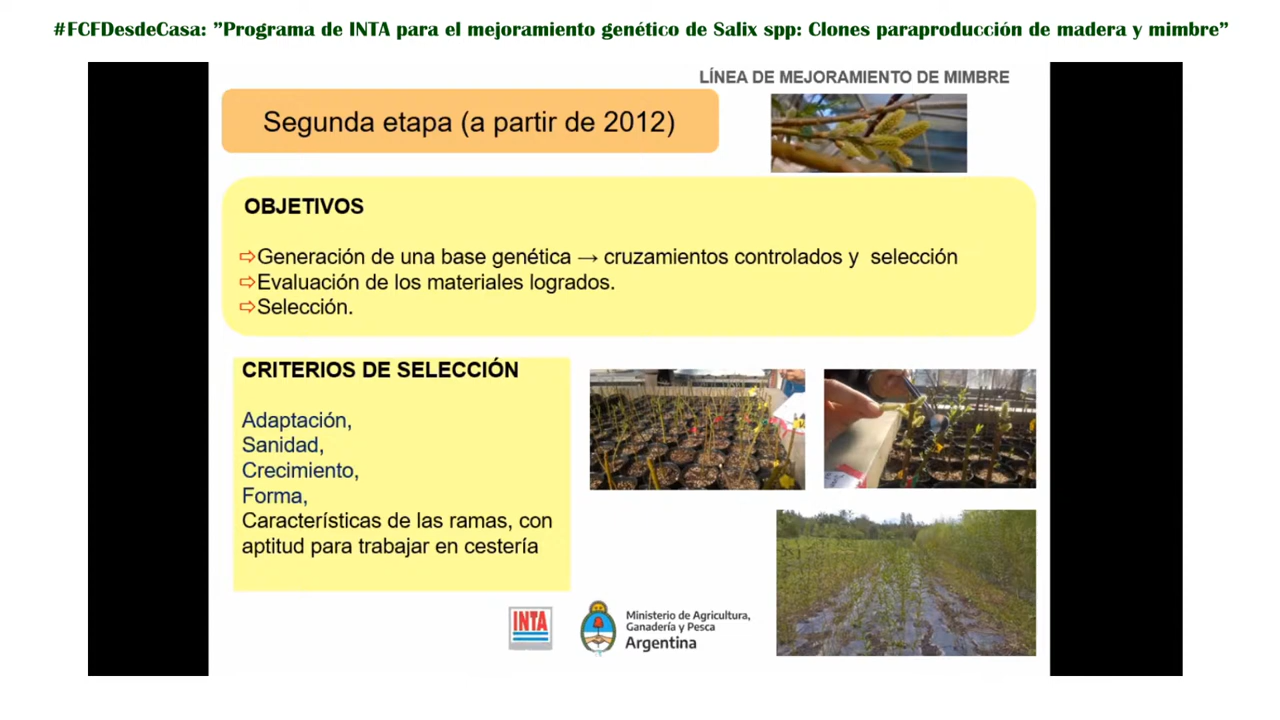 #FCFDesdeCasa: ”Programa de INTA para el mejoramiento genético de Salix spp: Clones paraproducción de madera y mimbre”
LÍNEA DE MEJORAMIENTO DE MIMBRE
Segunda etapa (a partir de 2012)
OBJETIVOS
⇨Generación de una base genética → cruzamientos controlados y selección
⇨Evaluación de los materiales logrados.
⇨Selección.
CRITERIOS DE SELECCIÓN
Adaptación,
Sanidad,
Crecimiento,
Forma,
Características de las ramas, con
aptitud para trabajar en cestería
INTA
Ministerio de Agricultura,
Ganadería y Pesca
Argentina